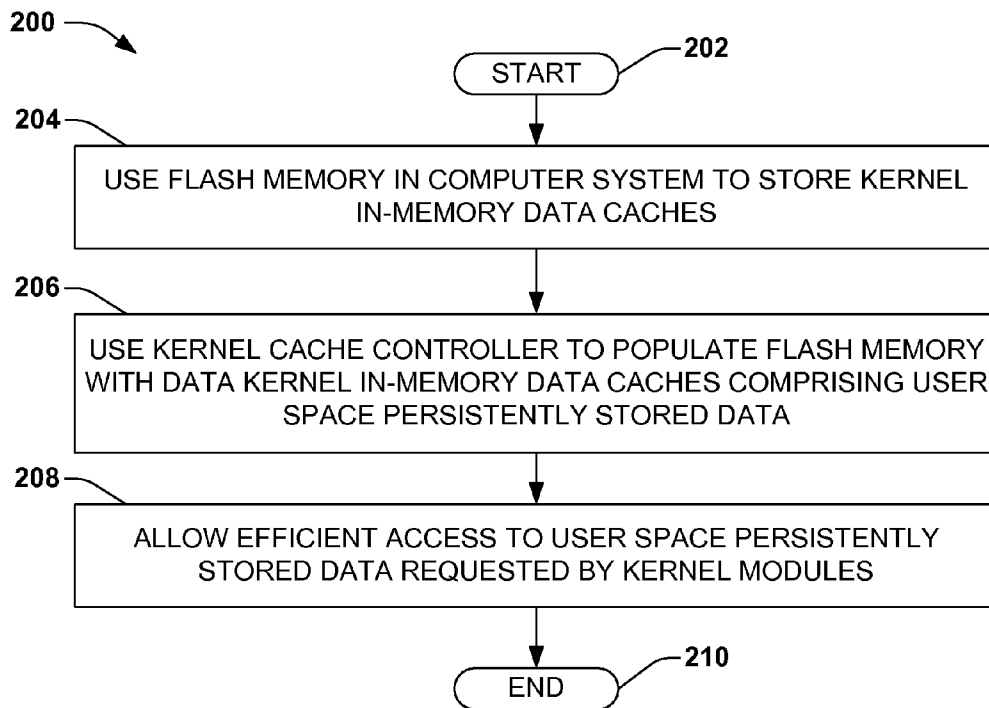 200
START
202
204
USE FLASH MEMORY IN COMPUTER SYSTEM TO STORE KERNEL
IN-MEMORY DATA CACHES
206
USE KERNEL CACHE CONTROLLER TO POPULATE FLASH MEMORY
WITH DATA KERNEL IN-MEMORY DATA CACHES COMPRISING USER
SPACE PERSISTENTLY STORED DATA
208
ALLOW EFFICIENT ACCESS TO USER SPACE PERSISTENTLY
STORED DATA REQUESTED BY KERNEL MODULES
END
210